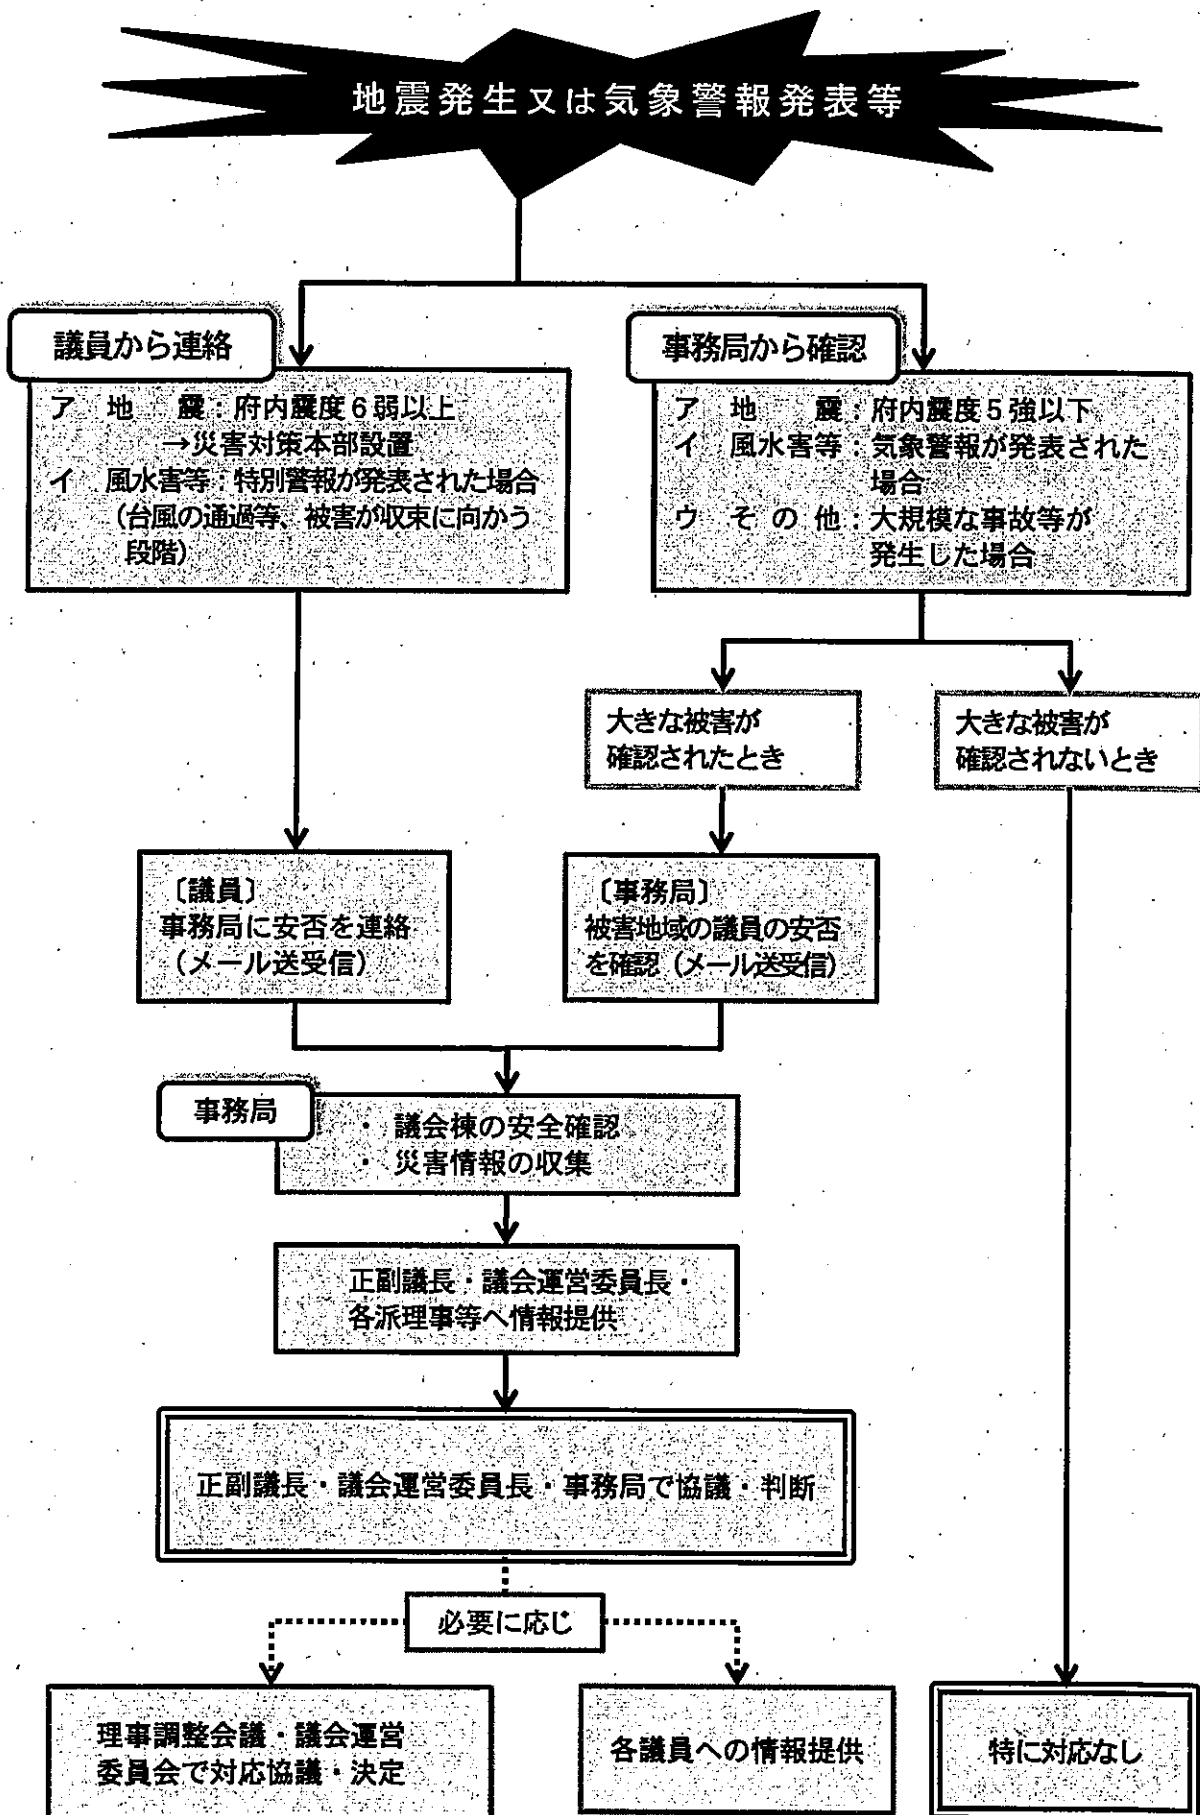 地震発生又は気象警報発表等
議員から連絡
ア 地 震：府内震度６弱以上
→災害対策本部設置
イ 風水害等：特別警報が発表された場合
（台風の通過等、被害が収束に向かう
段階）
事務局から確認
ア 地 震：府内震度５強以下
イ 風水害等：気象警報が発表された
場合
ウ そ の 他：大規模な事故等が
発生した場合
大きな被害が
確認されたとき
大きな被害が
確認されないとき
〔議員〕
事務局に安否を連絡
（メール送受信）
〔事務局〕
被害地域の議員の安否
を確認（メール送受信）
事務局
・ 議会棟の安全確認
・ 災害情報の収集
正副議長・議会運営委員長・
各派理事等へ情報提供
正副議長・議会運営委員長・事務局で協議・判断
必要に応じ
理事調整会議・議会運営
委員会で対応協議・決定
各議員への情報提供
特に対応なし